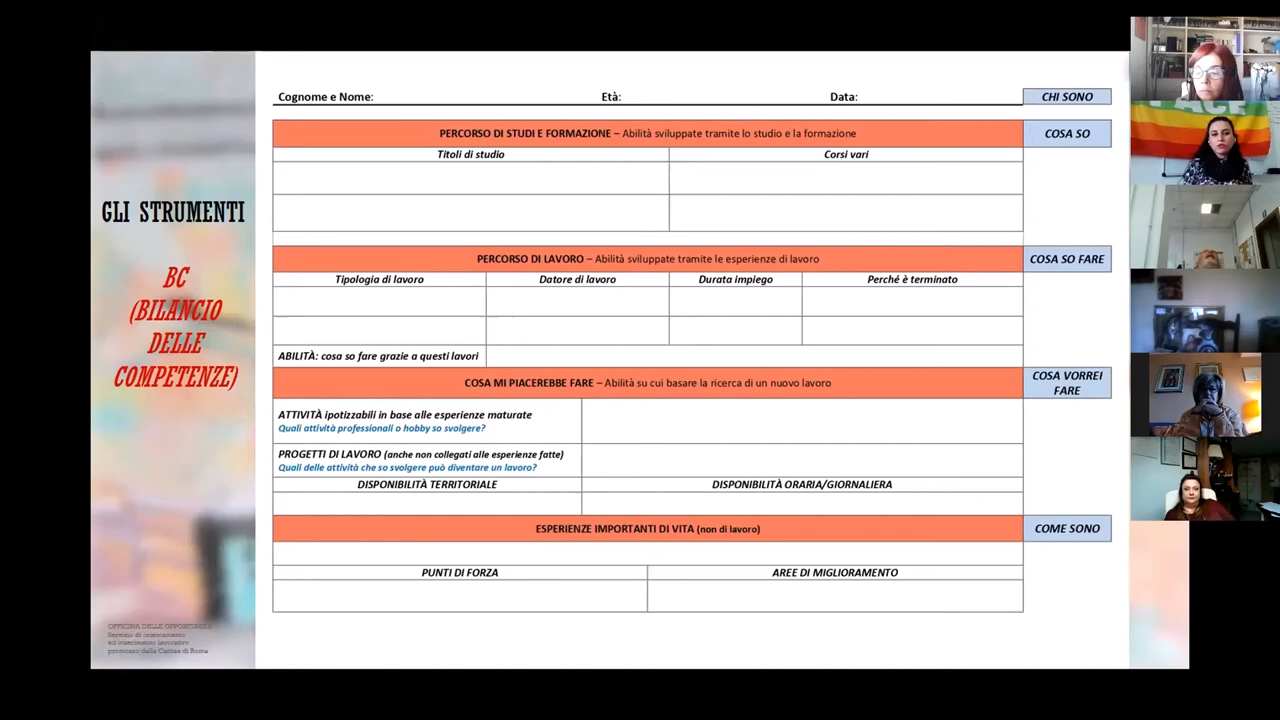 GLI STRUMENTI
BC
(BILANCIO
DELLE
COMPETENZE)
OFFICINA DELLE OPPORTUNITÀ
Servizio di orientamento
ed inserimento lavorativo
promosso dalla Caritas di Roma
Cognome e Nome: Età: Data: CHI SONO
PERCORSO DI STUDI E FORMAZIONE – Abilità sviluppate tramite lo studio e la formazione COSA SO
Titoli di studio Corsi vari
PERCORSO DI LAVORO – Abilità sviluppate tramite le esperienze di lavoro COSA SO FARE
Tipologia di lavoro Datore di lavoro Durata impiego Perché è terminato
ABILITÀ: cosa so fare grazie a questi lavori
COSA MI PIACEREBBE FARE – Abilità su cui basare la ricerca di un nuovo lavoro COSA VORREI
FARE
ATTIVITÀ ipotizzabili in base alle esperienze maturate
Quali attività professionali o hobby so svolgere?
PROGETTI DI LAVORO (anche non collegati alle esperienze fatte)
Quali delle attività che so svolgere può diventare un lavoro?
DISPONIBILITÀ TERRITORIALE DISPONIBILITÀ ORARIA/GIORNALIERA
ESPERIENZE IMPORTANTI DI VITA (non di lavoro) COME SONO
PUNTI DI FORZA AREE DI MIGLIORAMENTO